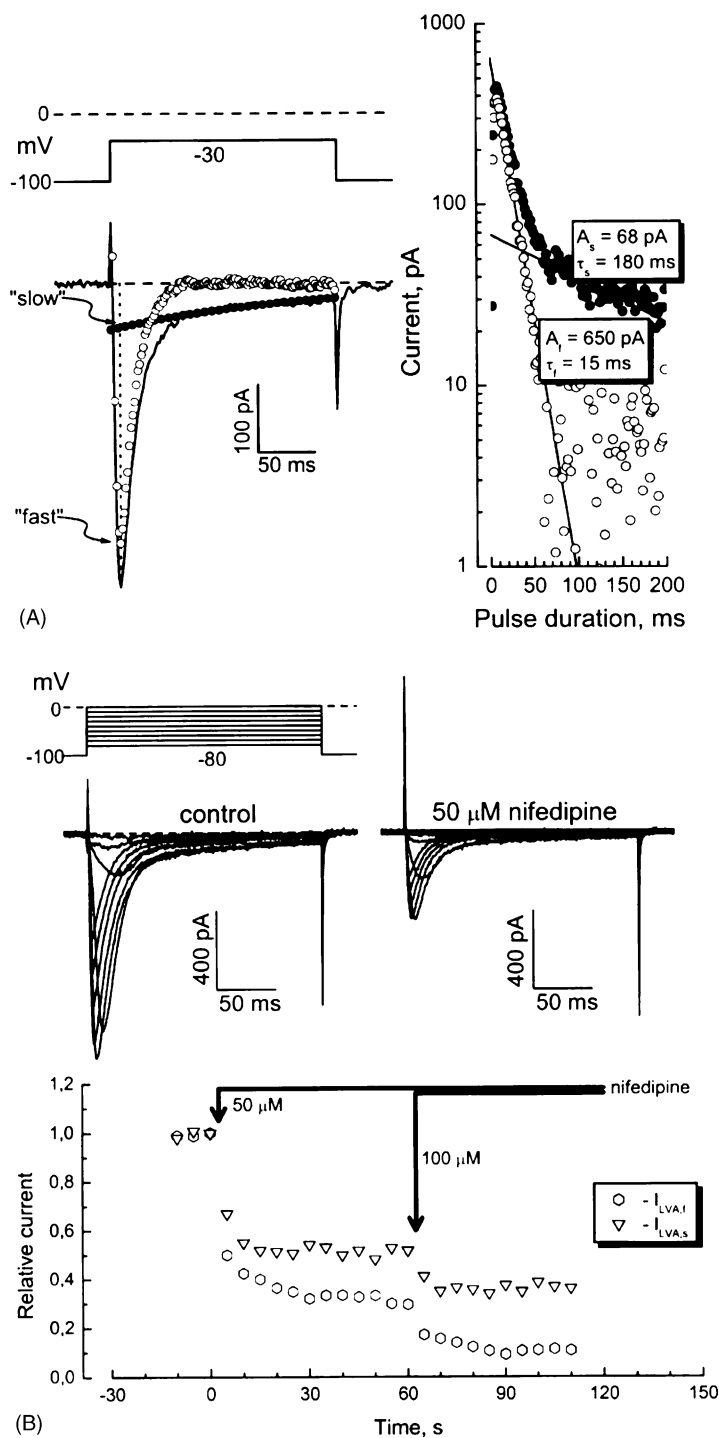 0
mV
-30
-100
"slow"
"fast"
100 pA
50 ms
(A)
1000
100
10
1
Current, pA
A_s = 68 pA
τ_s = 180 ms
A_f = 650 pA
τ_f = 15 ms
0 50 100 150 200
Pulse duration, ms
mV
0
-100
-80
control
50 μM nifedipine
400 pA
50 ms
400 pA
50 ms
1,2
1,0
0,8
0,6
0,4
0,2
0,0
Relative current
50 μM
nifedipine
100 μM
- I_LVA,f
- I_LVA,s
-30 0 30 60 90 120 150
Time, s
(B)